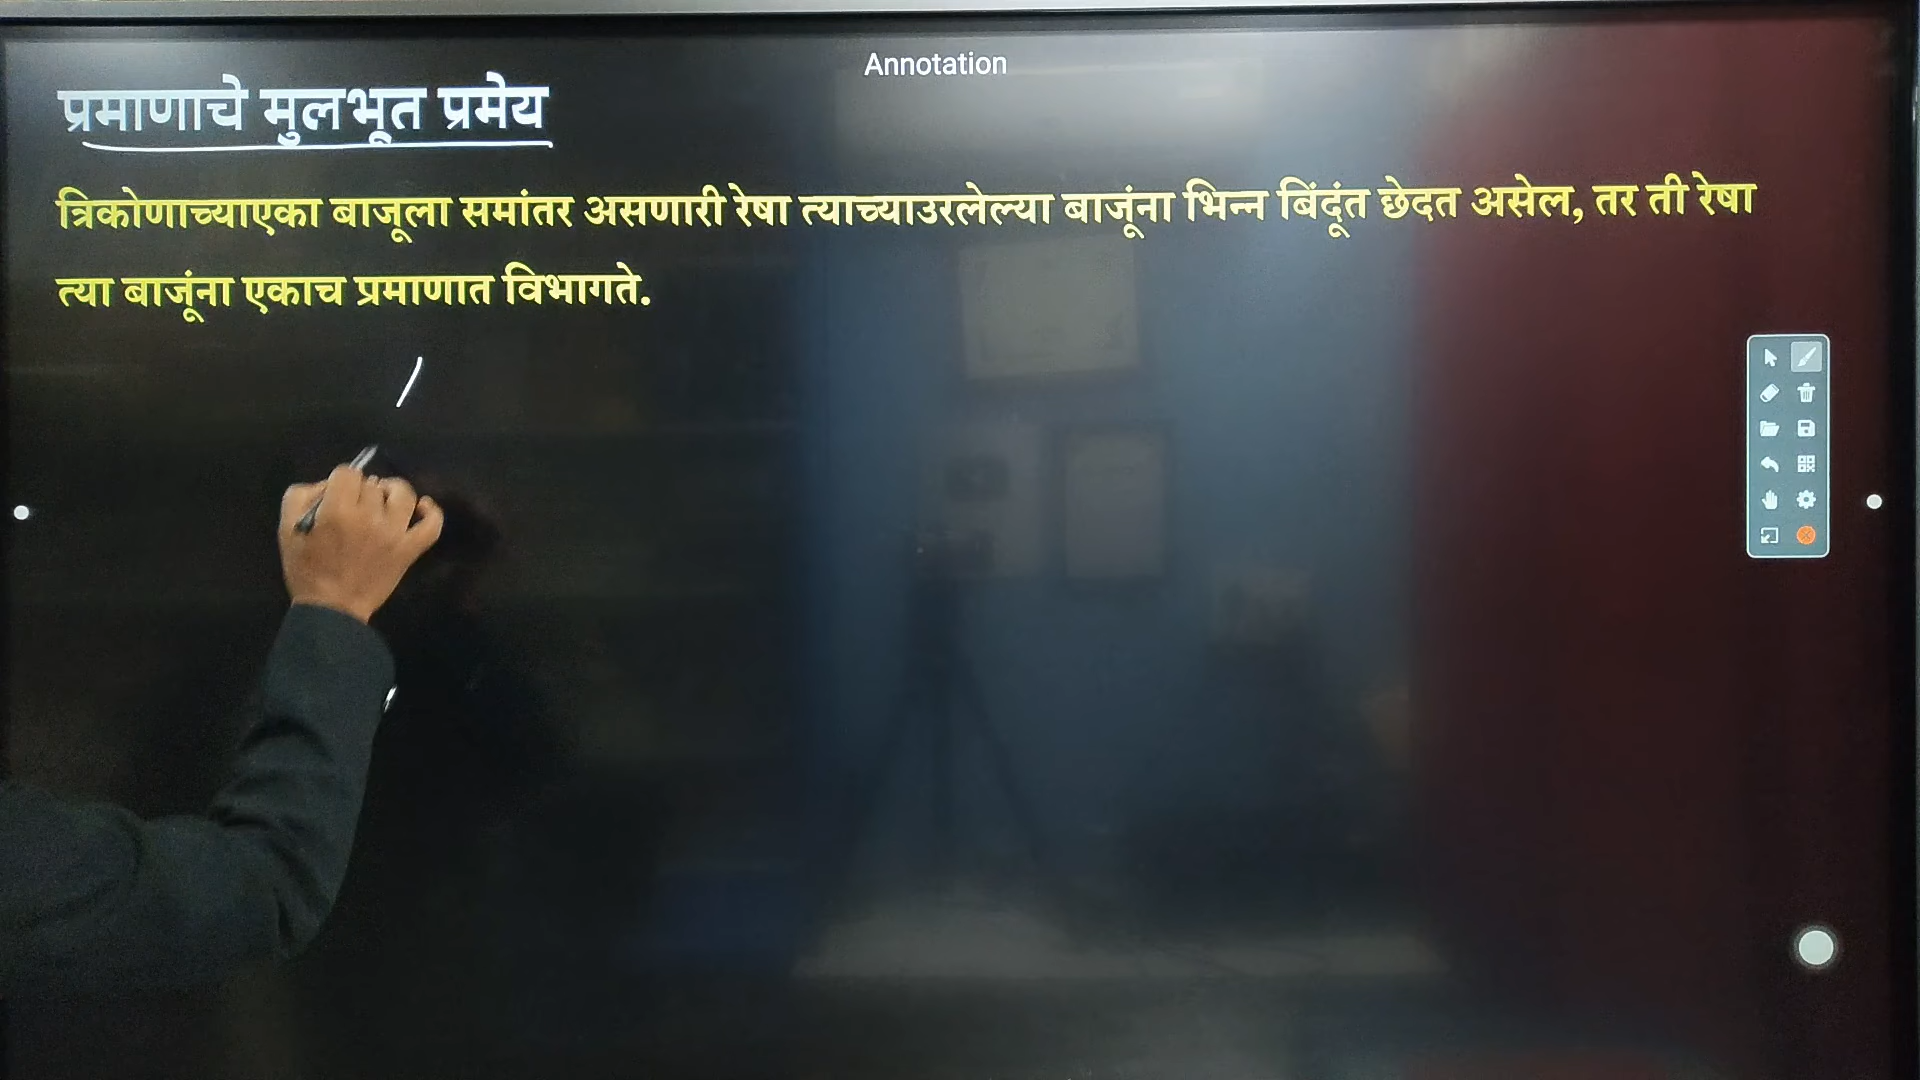 Annotation
प्रमाणाचे मुलभूत प्रमेय
त्रिकोणाच्याएका बाजूला समांतर असणारी रेषा त्याच्याउरलेल्या बाजूंना भिन्न बिंदूंत छेदत असेल, तर ती रेषा
त्या बाजूंना एकाच प्रमाणात विभागते.